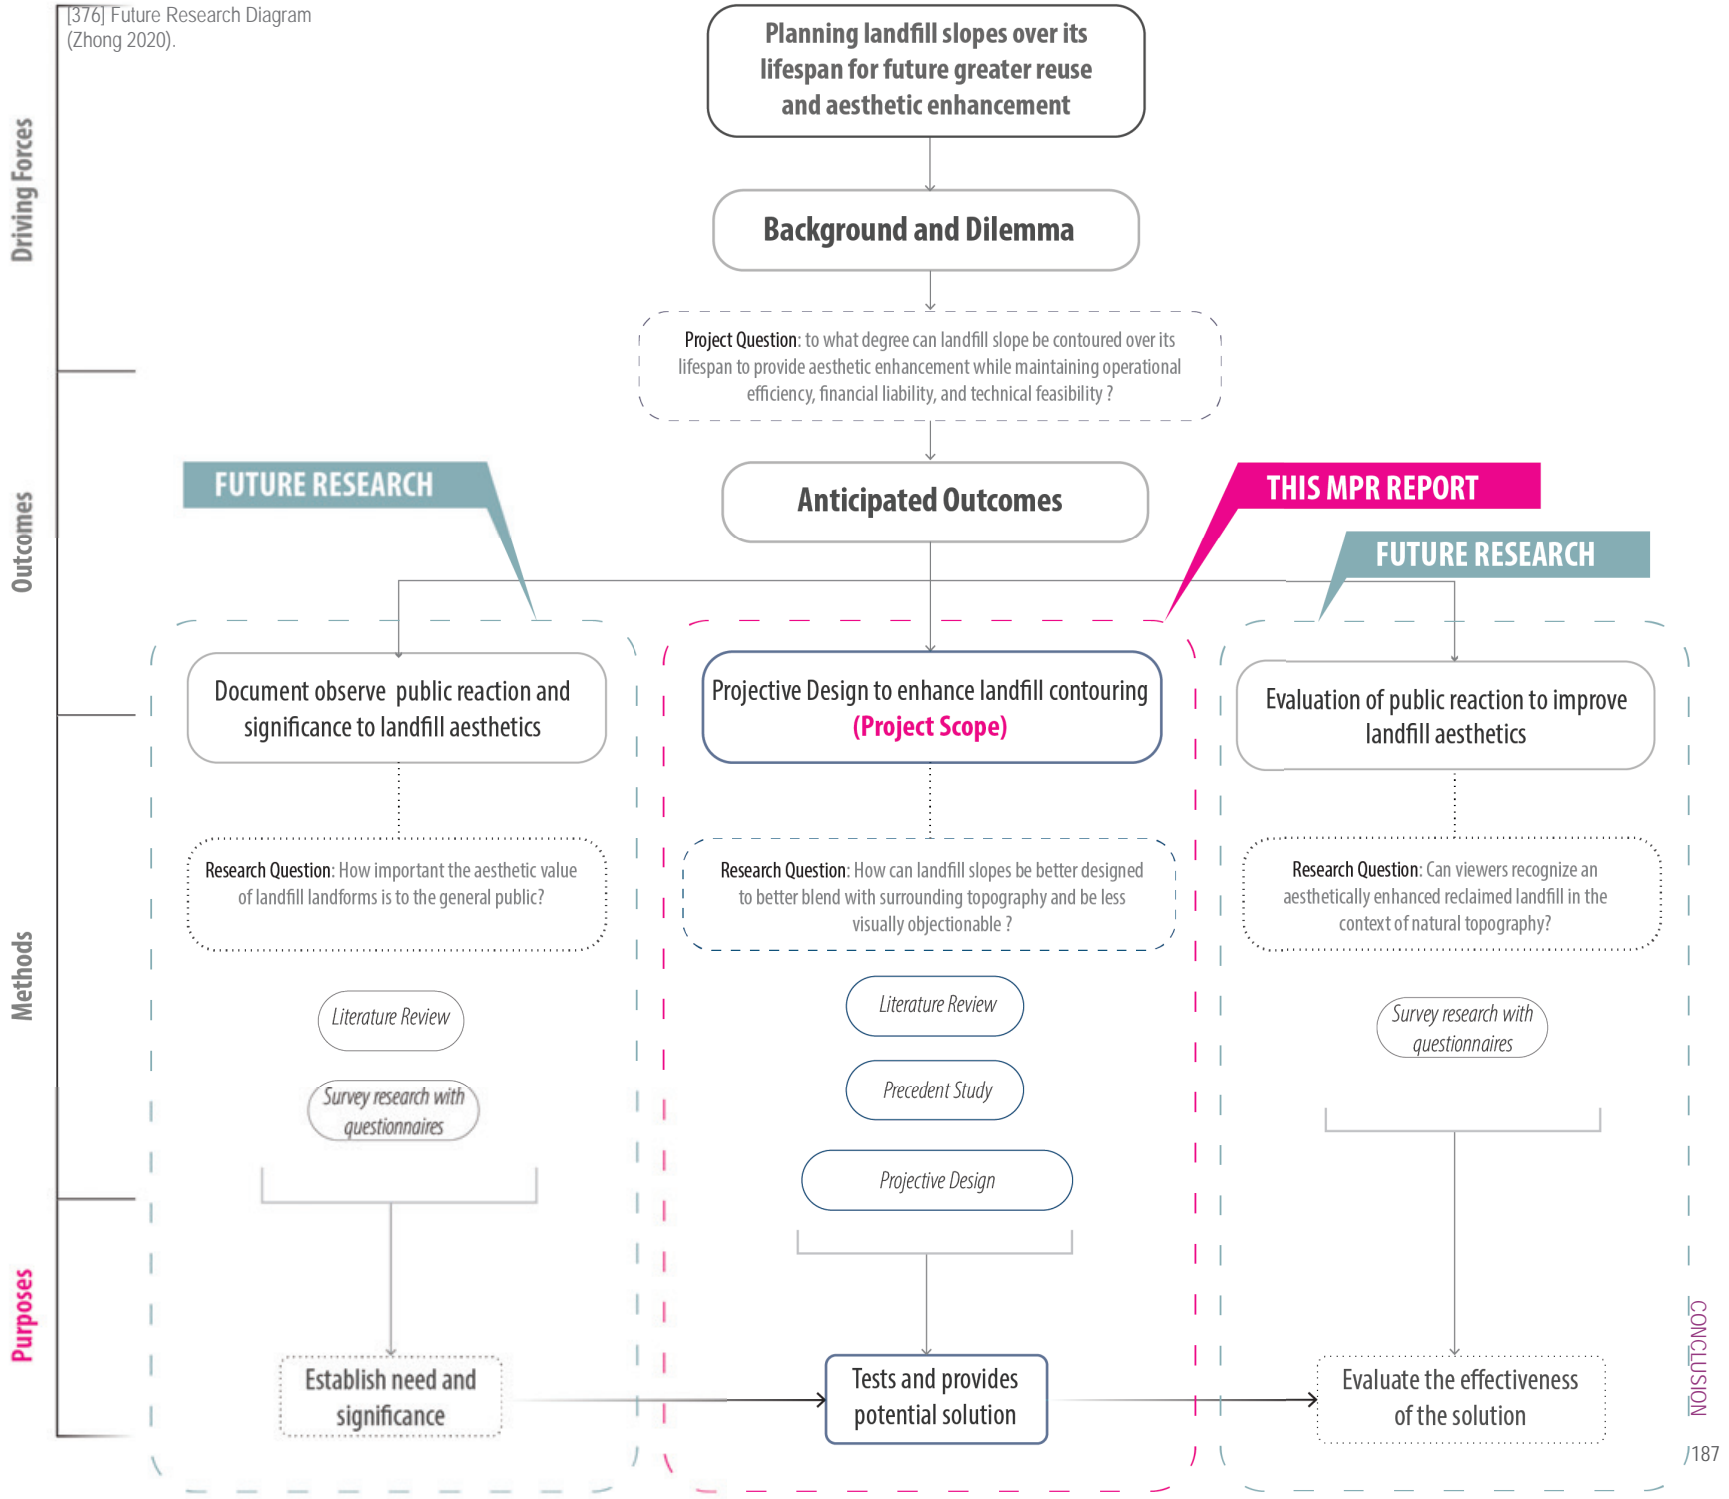 [376] Future Research Diagram
(Zhong 2020).
Planning landfill slopes over its
lifespan for future greater reuse
and aesthetic enhancement
Driving Forces
Background and Dilemma
Project Question: to what degree can landfill slope be contoured over its
lifespan to provide aesthetic enhancement while maintaining operational
efficiency, financial liability, and technical feasibility ?
Outcomes
FUTURE RESEARCH
Anticipated Outcomes
THIS MPR REPORT
FUTURE RESEARCH
Document observe public reaction and
significance to landfill aesthetics
Projective Design to enhance landfill contouring
(Project Scope)
Evaluation of public reaction to improve
landfill aesthetics
Methods
Research Question: How important the aesthetic value
of landfill landforms is to the general public?
Research Question: How can landfill slopes be better designed
to better blend with surrounding topography and be less
visually objectionable ?
Research Question: Can viewers recognize an
aesthetically enhanced reclaimed landfill in the
context of natural topography?
Literature Review
Survey research with
questionnaires
Literature Review
Precedent Study
Projective Design
Survey research with
questionnaires
Purposes
Establish need and
significance
Tests and provides
potential solution
Evaluate the effectiveness
of the solution
CONCLUSION
187